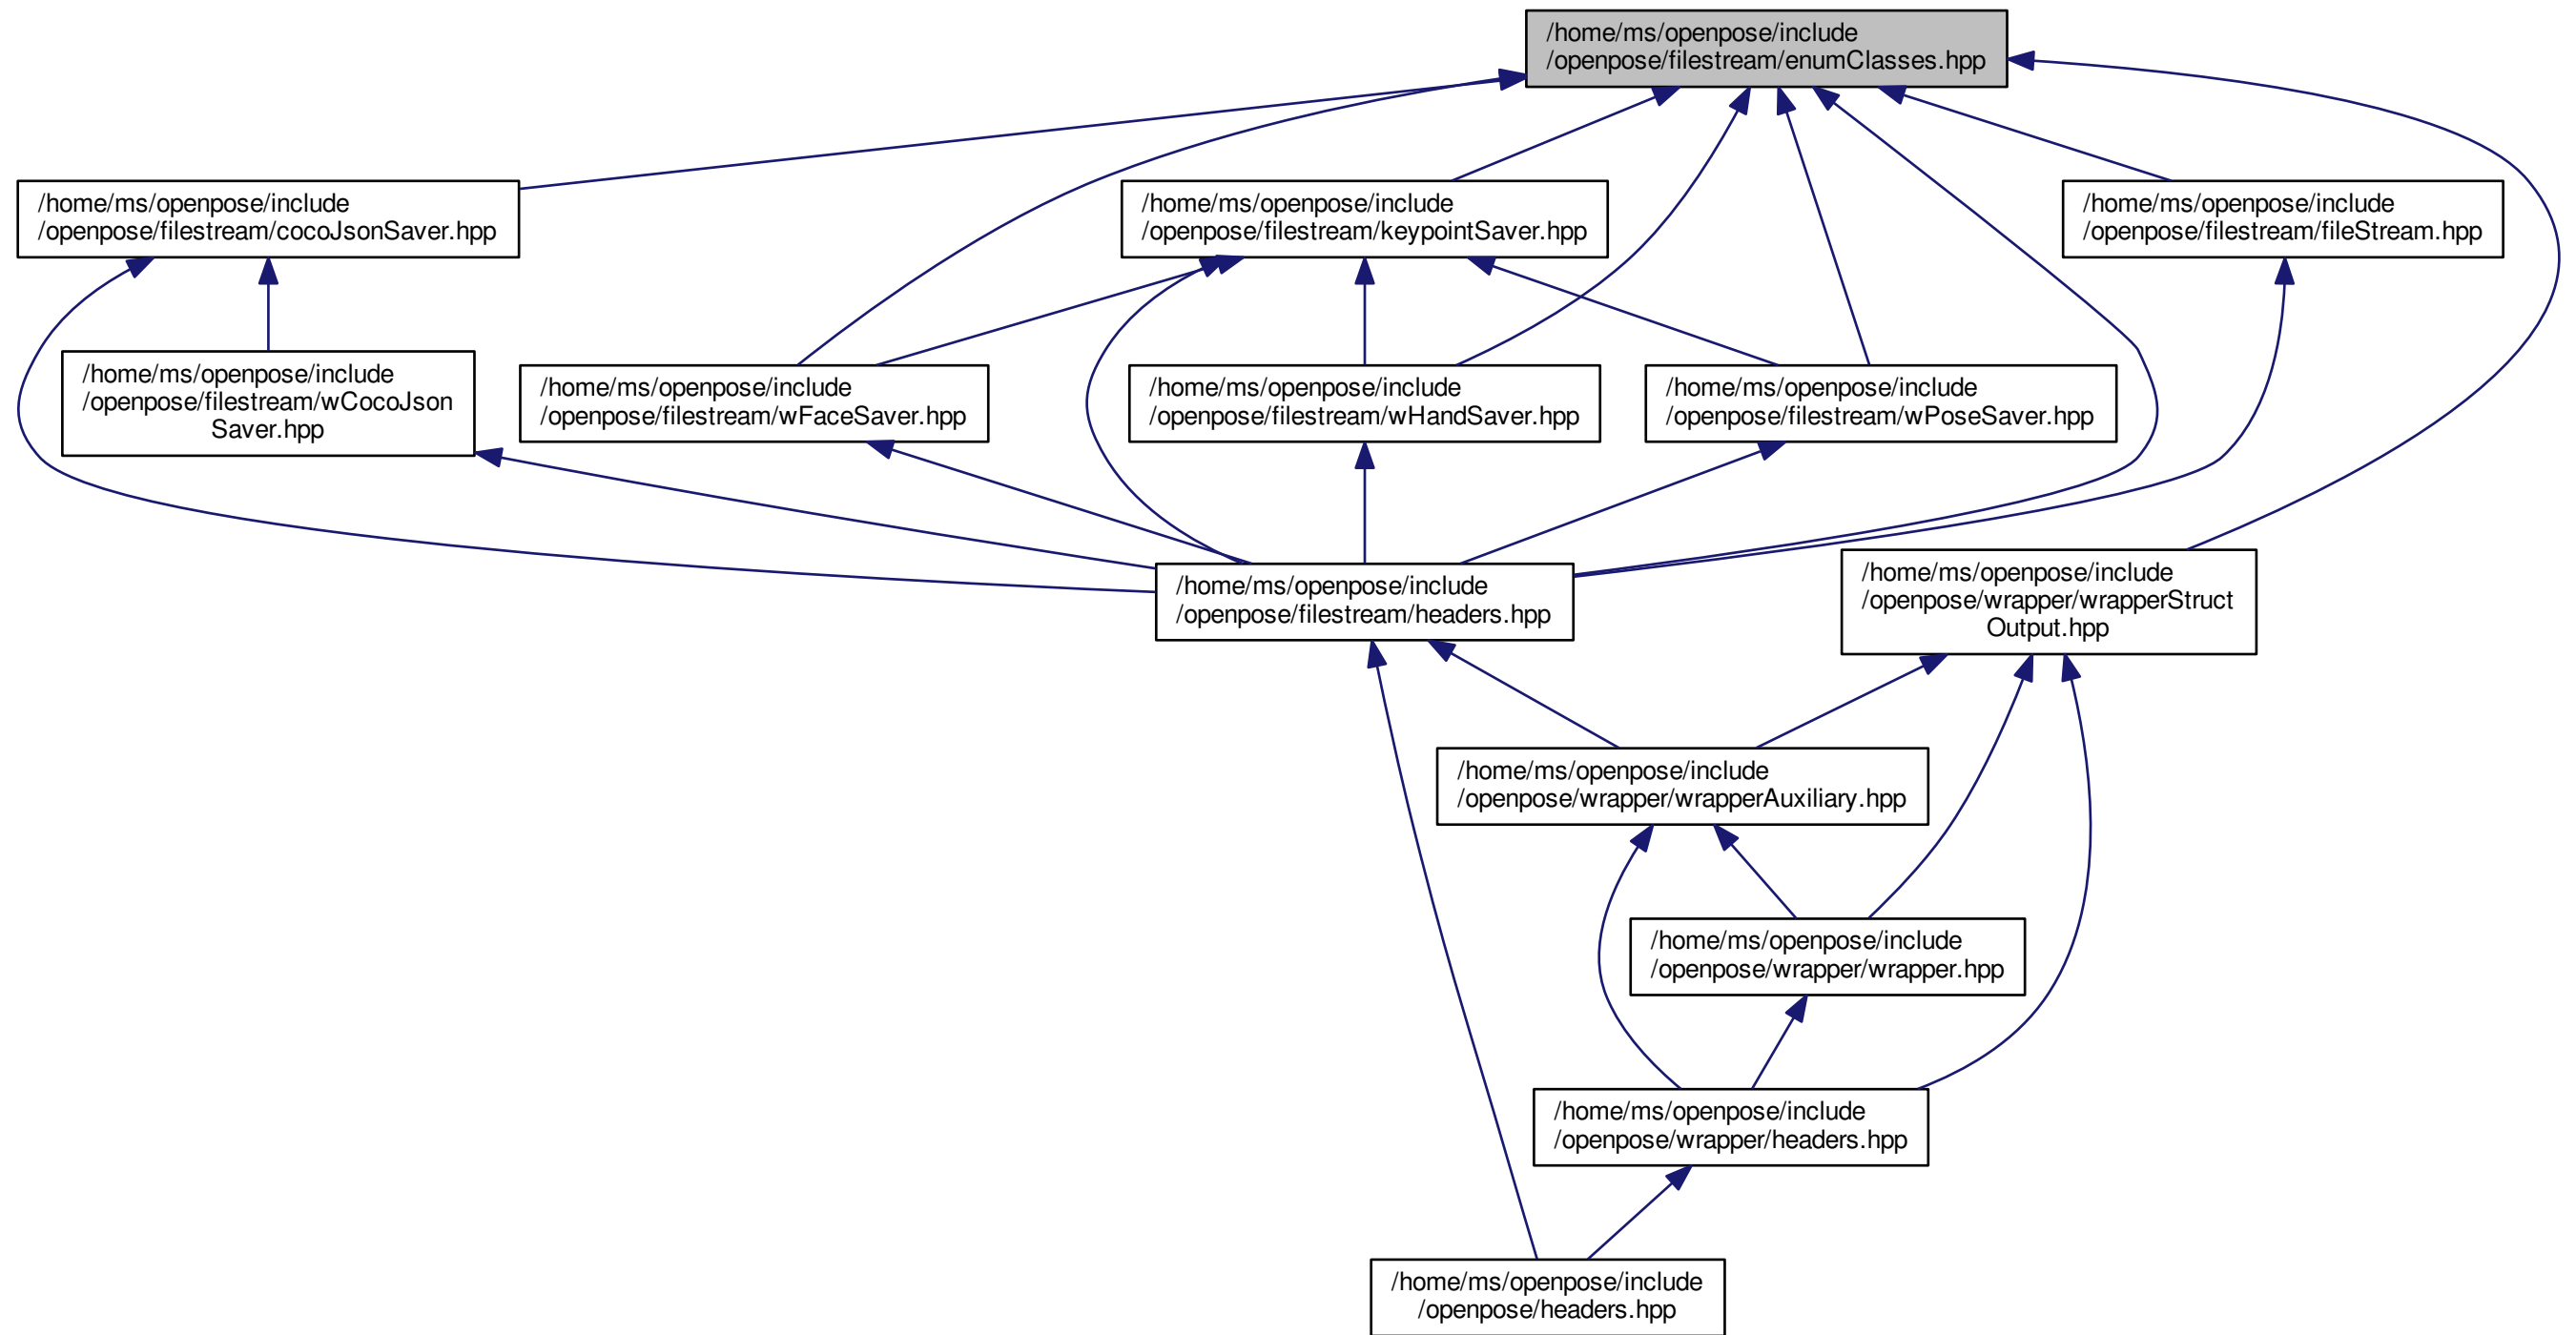 /home/ms/openpose/include
/openpose/filestream/enumClasses.hpp
/home/ms/openpose/include
/openpose/filestream/cocoJsonSaver.hpp
/home/ms/openpose/include
/openpose/filestream/keypointSaver.hpp
/home/ms/openpose/include
/openpose/filestream/fileStream.hpp
/home/ms/openpose/include
/openpose/filestream/wCocoJson
Saver.hpp
/home/ms/openpose/include
/openpose/filestream/wFaceSaver.hpp
/home/ms/openpose/include
/openpose/filestream/wHandSaver.hpp
/home/ms/openpose/include
/openpose/filestream/wPoseSaver.hpp
/home/ms/openpose/include
/openpose/filestream/headers.hpp
/home/ms/openpose/include
/openpose/wrapper/wrapperStruct
Output.hpp
/home/ms/openpose/include
/openpose/wrapper/wrapperAuxiliary.hpp
/home/ms/openpose/include
/openpose/wrapper/wrapper.hpp
/home/ms/openpose/include
/openpose/wrapper/headers.hpp
/home/ms/openpose/include
/openpose/headers.hpp